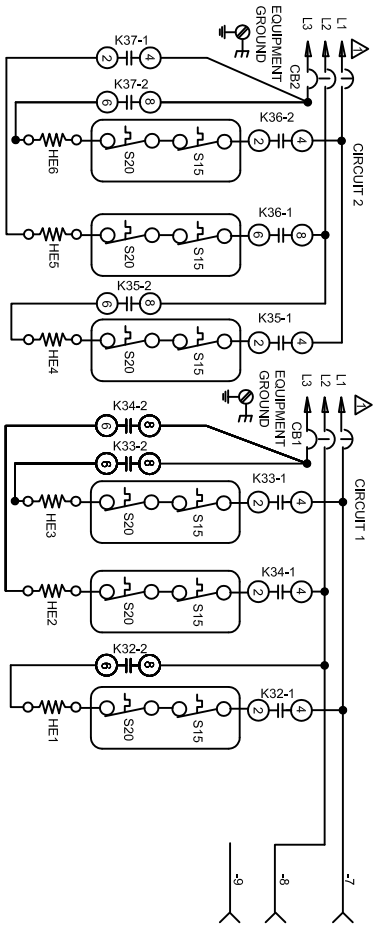 K37-1
2
4
K37-2
6
8
EQUIPMENT
GROUND
CB2
L3
L2
L1
1
CIRCUIT 2
K36-2
2
4
HE6
S20
S15
K36-1
6
8
HE5
S20
S15
K35-2
6
8
K35-1
2
4
HE4
S20
S15
K34-2
6
8
K33-2
6
8
EQUIPMENT
GROUND
CB1
L3
L2
L1
1
CIRCUIT 1
K33-1
2
4
HE3
S20
S15
K34-1
2
4
HE2
S20
S15
K32-2
6
8
K32-1
2
4
HE1
S20
S15
-9
-8
-7